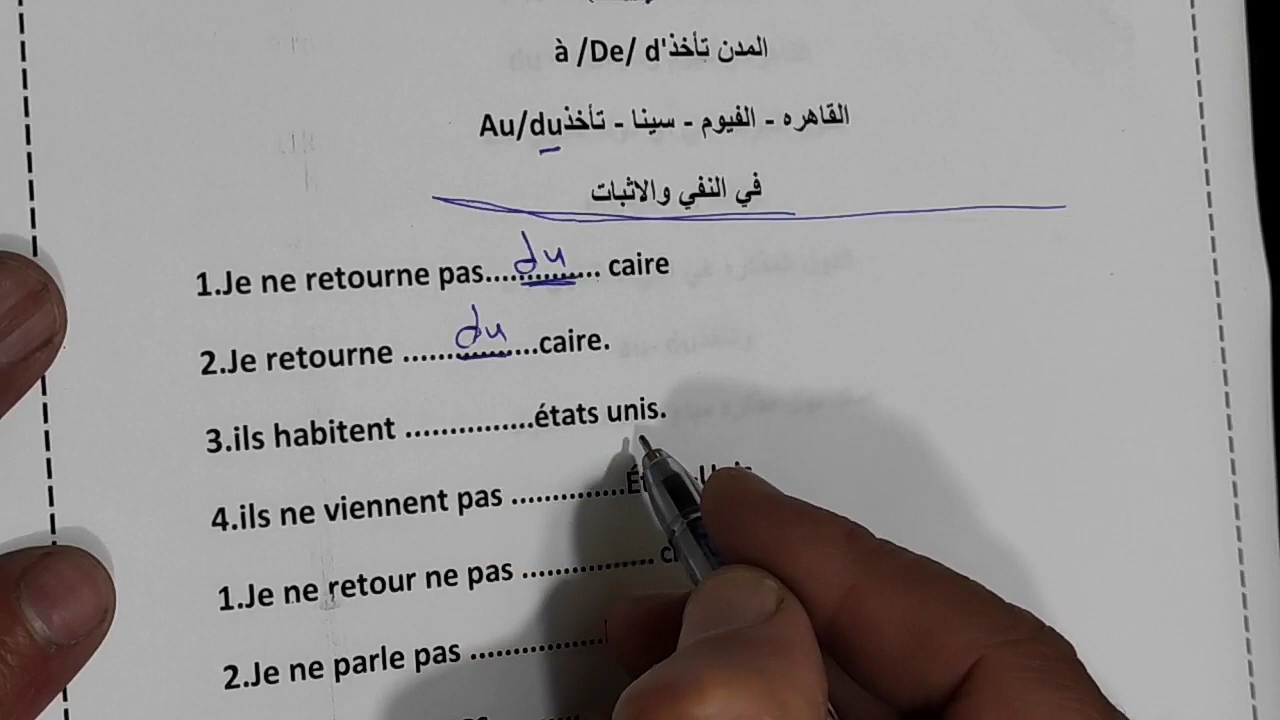 المدن تأخذ à /De/ d'
القاهره - الفيوم - سينا - تأخذ Au/du
في النفي والاثبات
1.Je ne retourne pas....du.... caire
2.Je retourne ......du......caire.
3.ils habitent ...............états unis.
4.ils ne viennent pas ..............
1.Je ne retour ne pas ................
2.Je ne parle pas ................